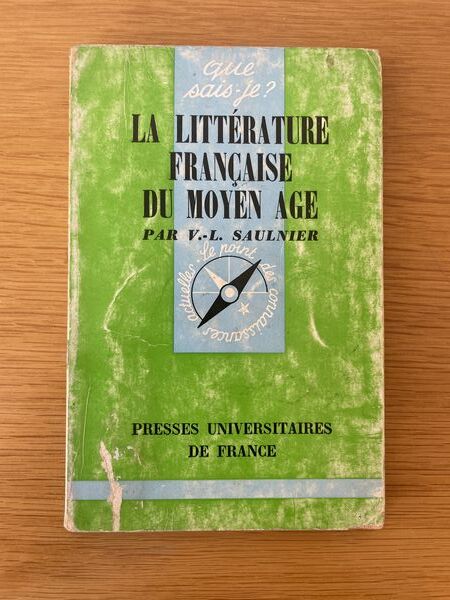 que
sais-je?
LA LITTÉRATURE
FRANÇAISE
DU MOYEN AGE
PAR V.-L. SAULNIER
le point des connaissances actuelles
PRESSES UNIVERSITAIRES
DE FRANCE